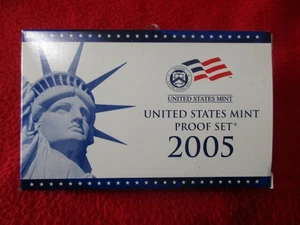 UNITED STATES MINT
UNITED STATES MINT
PROOF SET®
2005